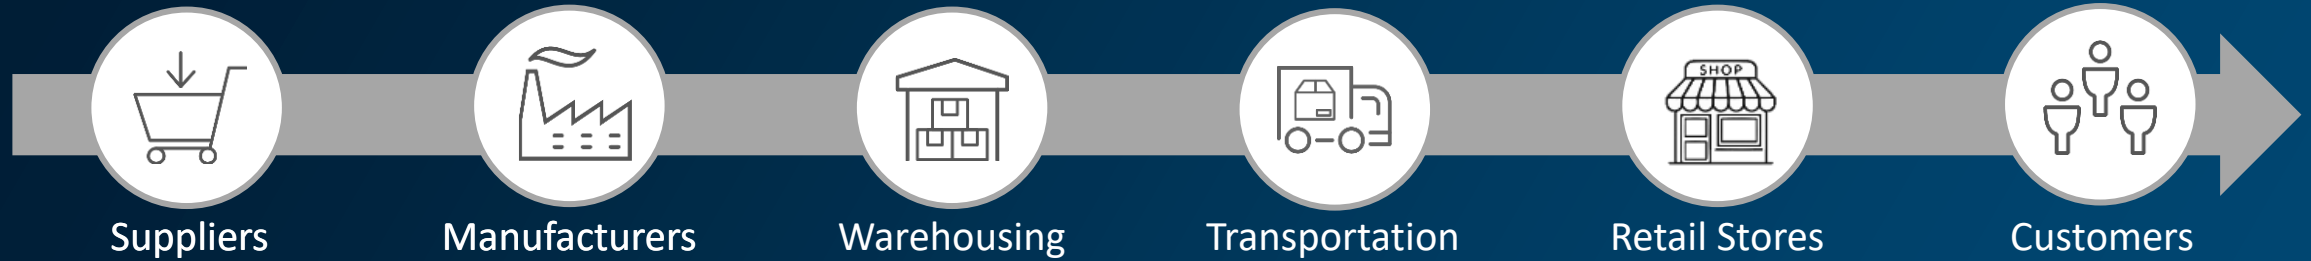 SHOP
Suppliers
Manufacturers
Warehousing
Transportation
Retail Stores
Customers